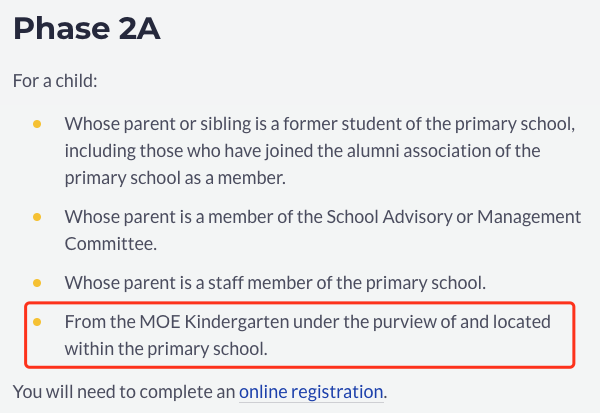 Phase 2A
For a child:
Whose parent or sibling is a former student of the primary school,
including those who have joined the alumni association of the
primary school as a member.
Whose parent is a member of the School Advisory or Management
Committee.
Whose parent is a staff member of the primary school.
From the MOE Kindergarten under the purview of and located
within the primary school.
You will need to complete an online registration.